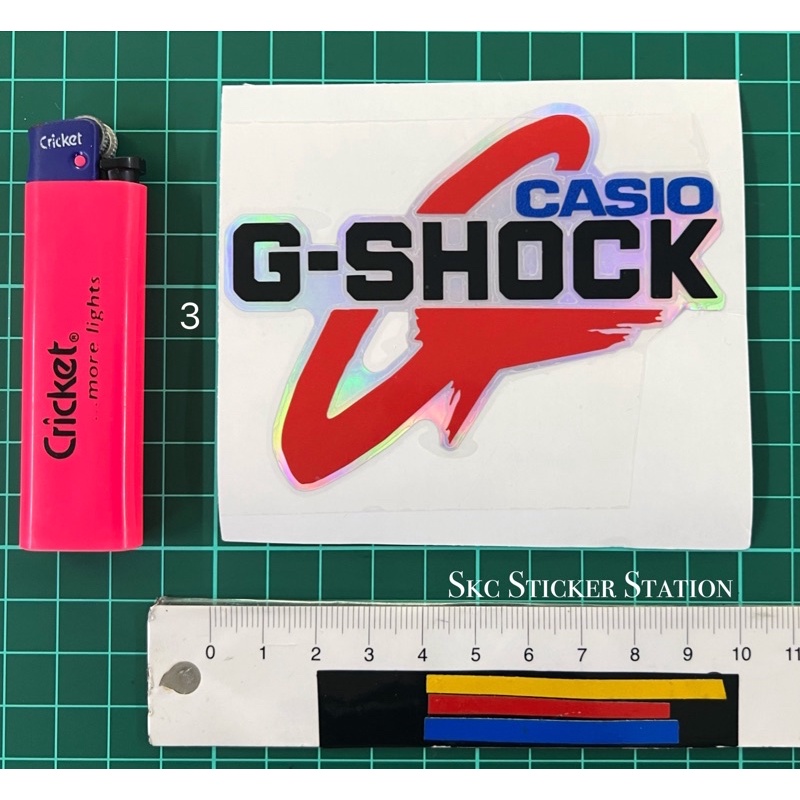 Cricket
Cricket®
...more lights
3
CASIO
G-SHOCK
Skc Sticker Station
0 1 2 3 4 5 6 7 8 9 10 11